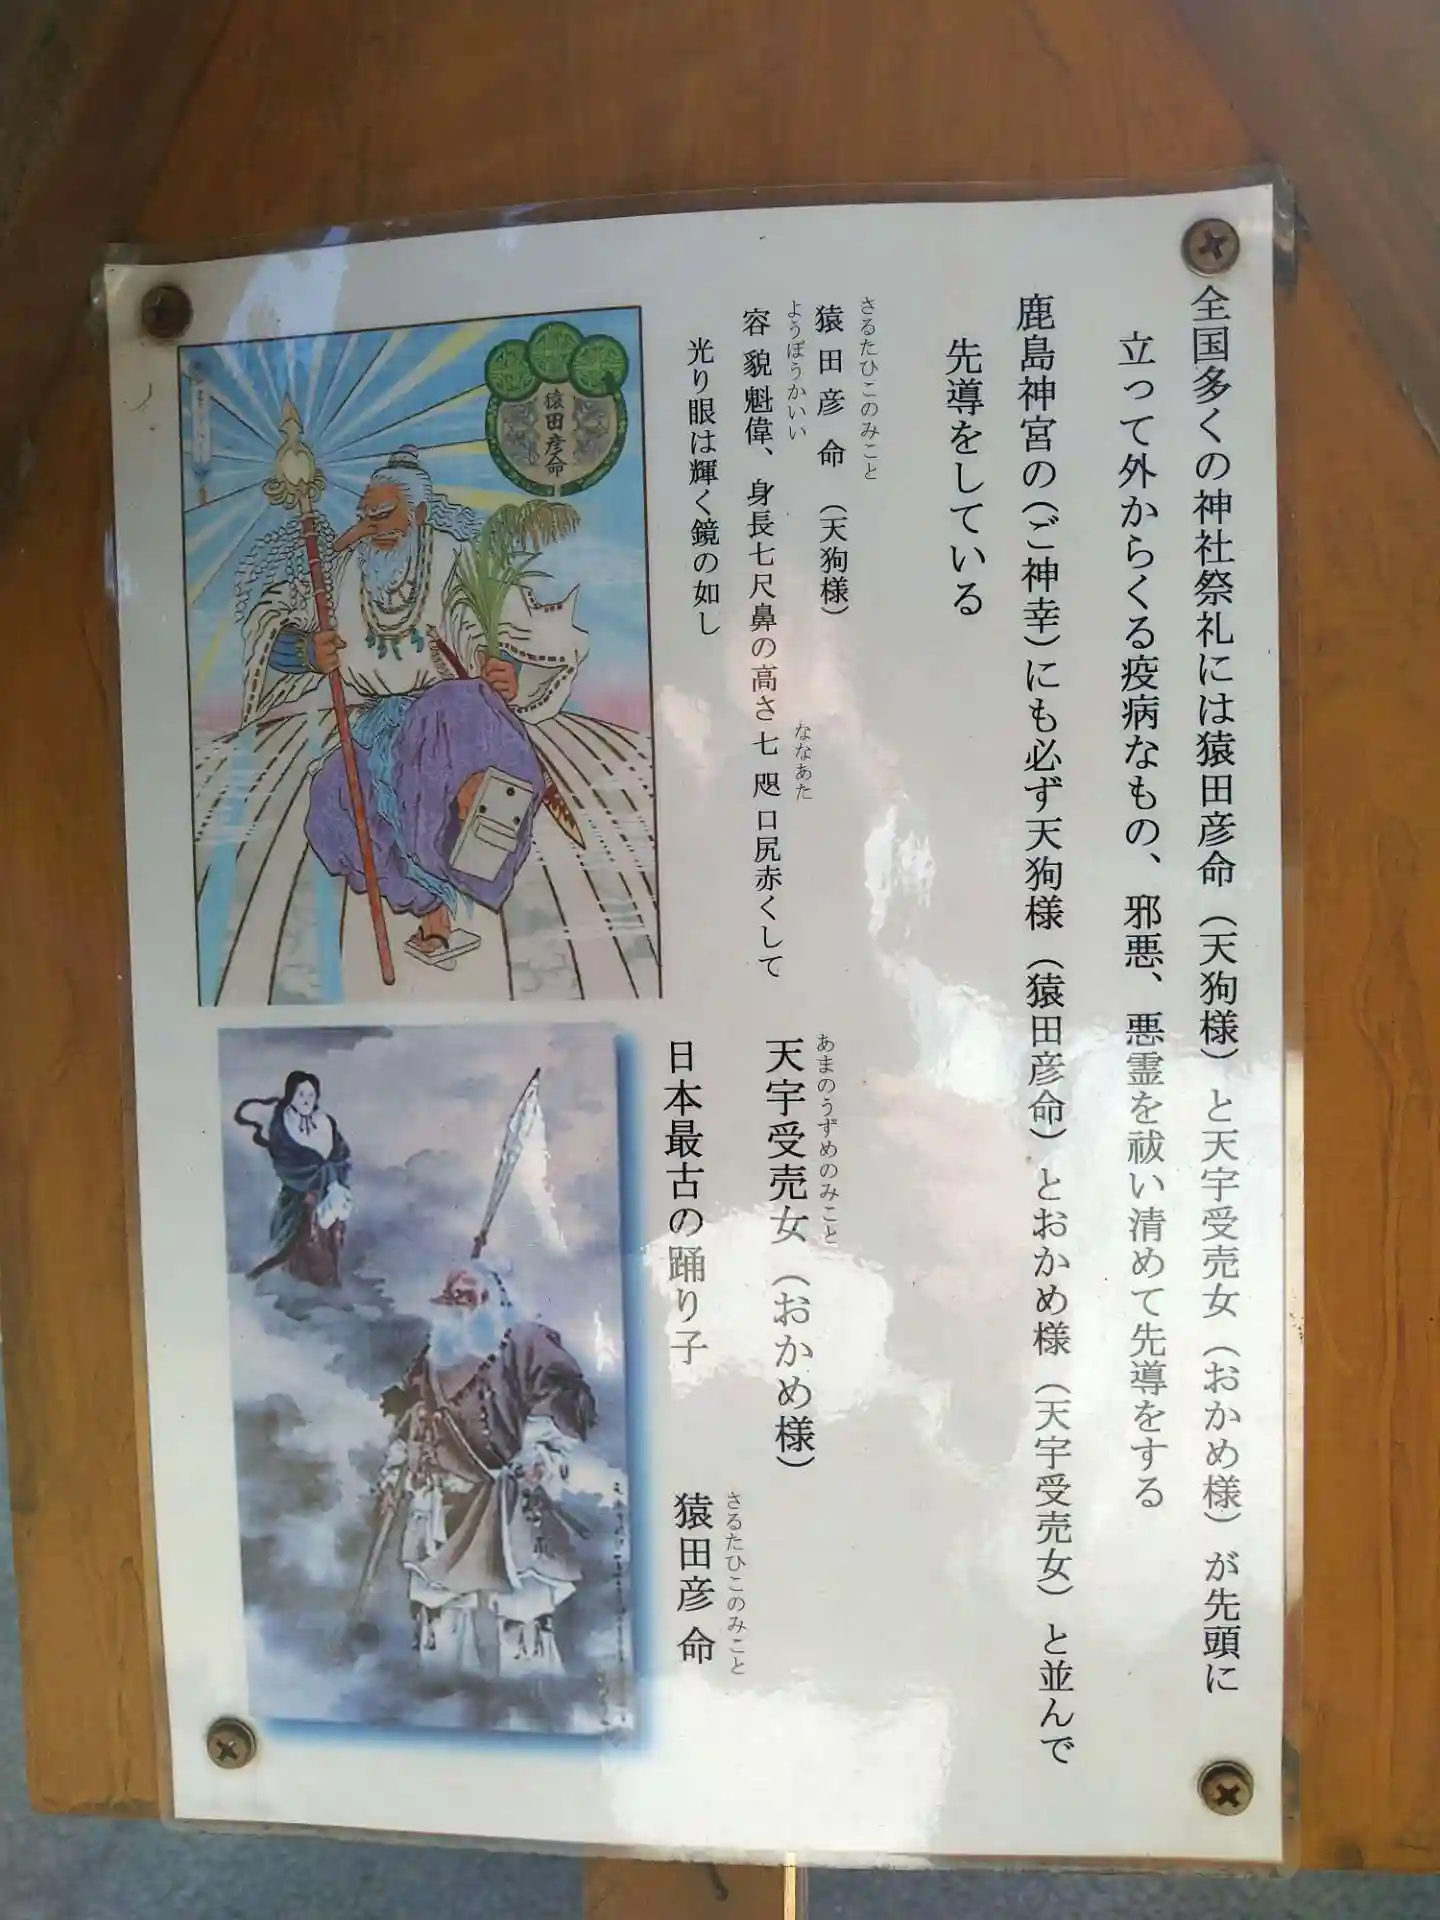 全国多くの神社祭礼には猿田彦命（天狗様）と天宇受売女（おかめ様）が先頭に
立って外からくる疫病なもの、邪悪、悪霊を祓い清めて先導をする
鹿島神宮の（ご神幸）にも必ず天狗様（猿田彦命）とおかめ様（天宇受売女）と並んで
先導をしている
さるたひこのみこと
猿田彦命（天狗様）
ようぼうかいい
容貌魁偉、身長七尺鼻の高さ七咫口尻赤くして
ななあた
光り眼は輝く鏡の如し
猿田彦命
あまのうずめのみこと
天宇受売女（おかめ様）
日本最古の踊り子
さるたひこのみこと
猿田彦命